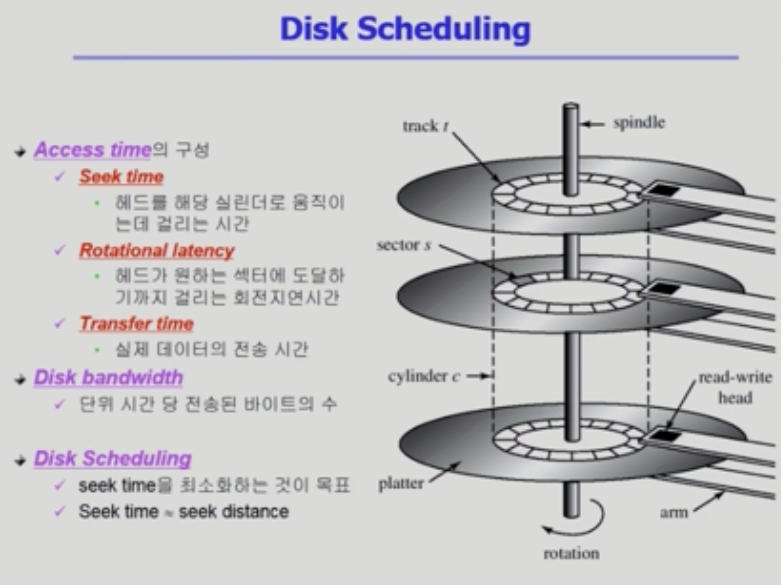 Disk Scheduling
Access time의 구성
Seek time
헤드를 해당 실린더로 움직이
는데 걸리는 시간
Rotational latency
헤드가 원하는 섹터에 도달하
기까지 걸리는 회전지연시간
Transfer time
실제 데이터의 전송 시간
Disk bandwidth
단위 시간 당 전송된 바이트의 수
Disk Scheduling
seek time을 최소화하는 것이 목표
Seek time ≈ seek distance
track t
spindle
sector s
cylinder c
read-write
head
platter
arm
rotation